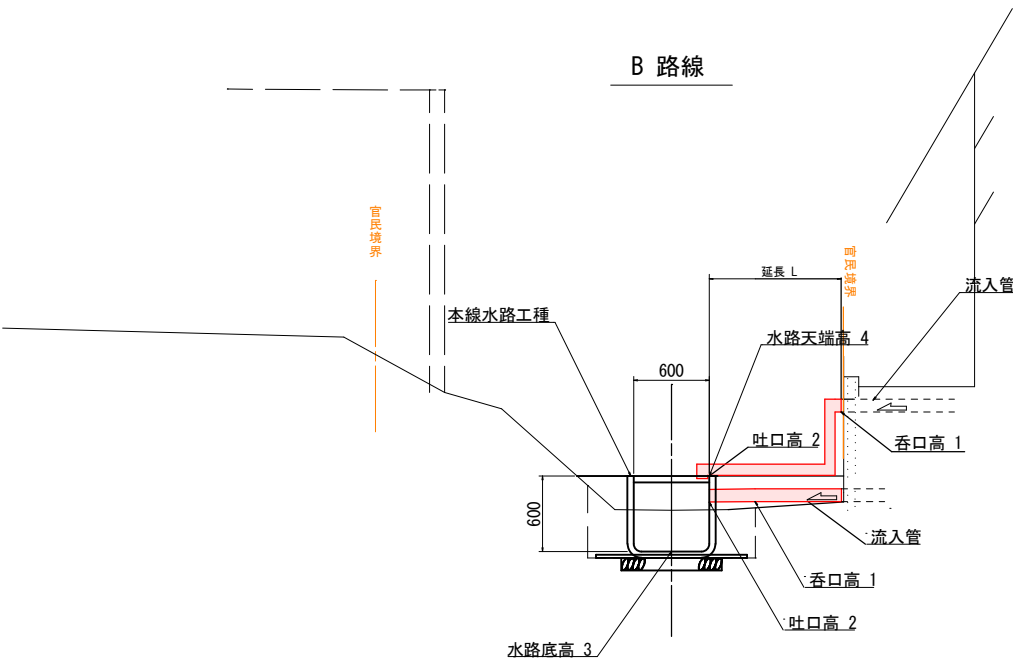 B 路線
官民境界
官民境界
延長 L
流入管
本線水路工種
水路天端高 4
600
吐口高 2
呑口高 1
600
流入管
呑口高 1
吐口高 2
水路底高 3